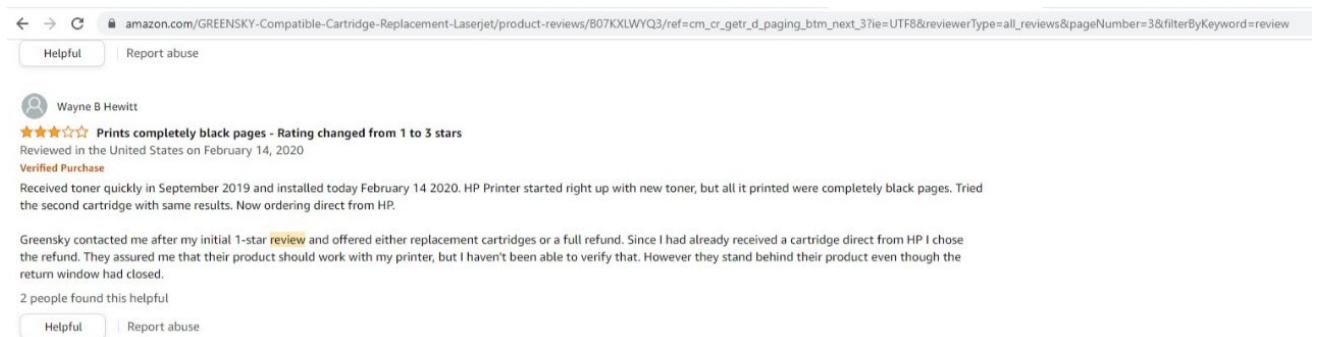 amazon.com/GREENSKY-Compatible-Cartridge-Replacement-Laserjet/product-reviews/B07KXLWYQ3/ref=cm_cr_getr_d_paging_btm_next_3?ie=UTF8&reviewerType=all_reviews&pageNumber=3&filterByKeyword=review
Helpful Report abuse
Wayne B Hewitt
Prints completely black pages - Rating changed from 1 to 3 stars
Reviewed in the United States on February 14, 2020
Verified Purchase
Received toner quickly in September 2019 and installed today February 14 2020. HP Printer started right up with new toner, but all it printed were completely black pages. Tried
the second cartridge with same results. Now ordering direct from HP.
Greensky contacted me after my initial 1-star review and offered either replacement cartridges or a full refund. Since I had already received a cartridge direct from HP I chose
the refund. They assured me that their product should work with my printer, but I haven't been able to verify that. However they stand behind their product even though the
return window had closed.
2 people found this helpful
Helpful Report abuse